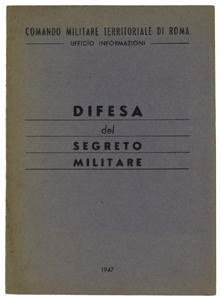 COMANDO MILITARE TERRITORIALE DI ROMA
UFFICIO INFORMAZIONI
DIFESA
del
SEGRETO
MILITARE
1947